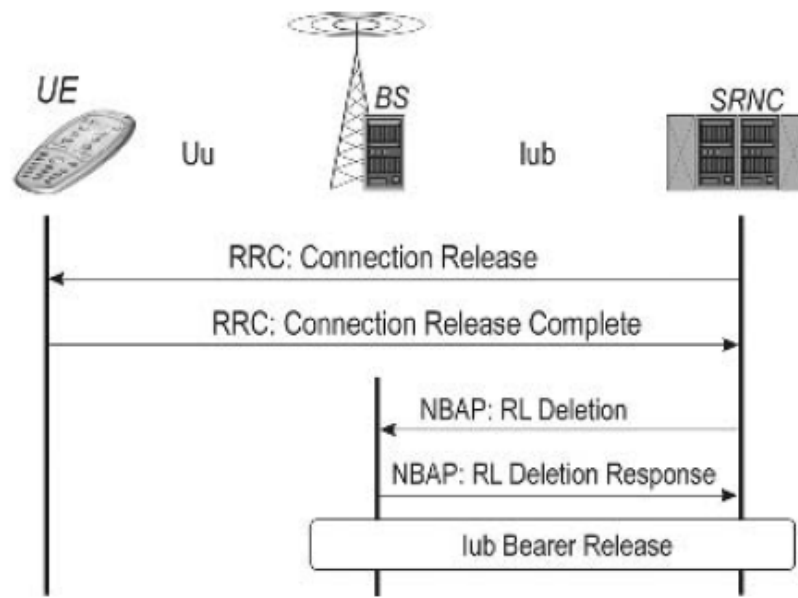 UE
BS
SRNC
Uu
Iub
RRC: Connection Release
RRC: Connection Release Complete
NBAP: RL Deletion
NBAP: RL Deletion Response
Iub Bearer Release